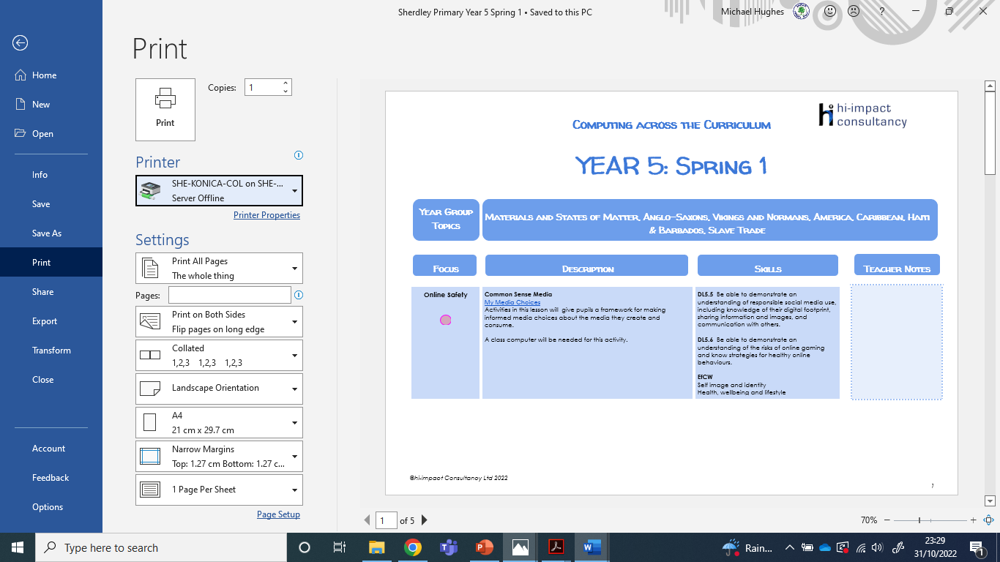 Sherdley Primary Year 5 Spring 1 • Saved to this PC
Michael Hughes
?
Home
New
Open
Info
Save
Save As
Print
Share
Export
Transform
Close
Account
Feedback
Options
Print
Print
Copies:
1
Printer
SHE-KONICA-COL on SHE-...
Server Offline
Printer Properties
Settings
Print All Pages
The whole thing
Pages:
Print on Both Sides
Flip pages on long edge
Collated
1,2,3 1,2,3 1,2,3
Landscape Orientation
A4
21 cm x 29.7 cm
Narrow Margins
Top: 1.27 cm Bottom: 1.27 c...
1 Page Per Sheet
Page Setup
hi-impact
consultancy
Computing across the Curriculum
YEAR 5: Spring 1
Year Group
Topics
Materials and States of Matter, Anglo-Saxons, Vikings and Normans, America, Caribbean, Haiti
& Barbados, Slave Trade
Focus
Description
Skills
Teacher Notes
Online Safety
Common Sense Media
My Media Choices
Activities in this lesson will give pupils a framework for making
informed media choices about the media they create and
consume.
A class computer will be needed for this activity.
DL5.5 Be able to demonstrate an
understanding of responsible social media use,
including knowledge of their digital footprint,
sharing information and images, and
communication with others.
DL5.6 Be able to demonstrate an
understanding of the risks of online gaming
and know strategies for healthy online
behaviours.
EfCW
Self image and identity
Health, wellbeing and lifestyle
©hi-impact Consultancy Ltd 2022
1
1 of 5
70%
Type here to search
Rain...
23:29
31/10/2022
1